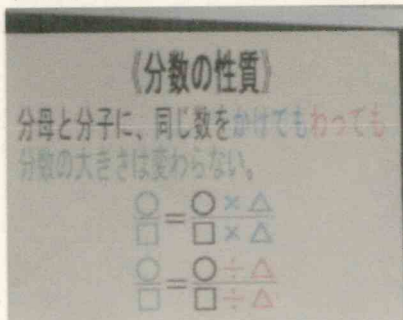 《分数の性質》
分母と分子に、同じ数をかけてもわっても
分数の大きさは変わらない。
○/□=○×△/□×△
○/□=○÷△/□÷△